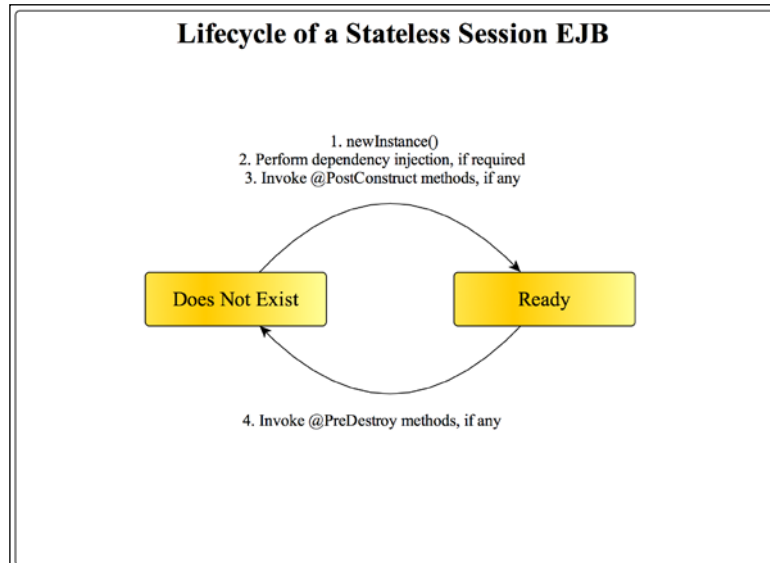 Lifecycle of a Stateless Session EJB
1. newInstance()
2. Perform dependency injection, if required
3. Invoke @PostConstruct methods, if any
Does Not Exist
Ready
4. Invoke @PreDestroy methods, if any